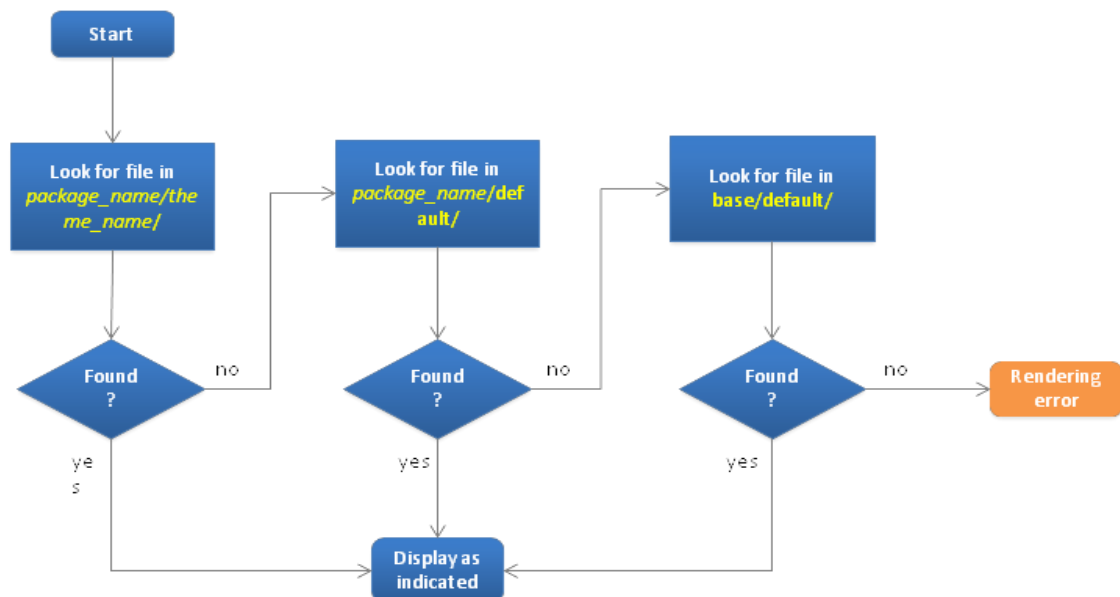 Start
Look for file in
package_name/the
me_name/
Look for file in
package_name/def
ault/
Look for file in
base/default/
Found
?
no
Found
?
no
Found
?
no
Rendering
error
ye
s
yes
yes
Display as
indicated